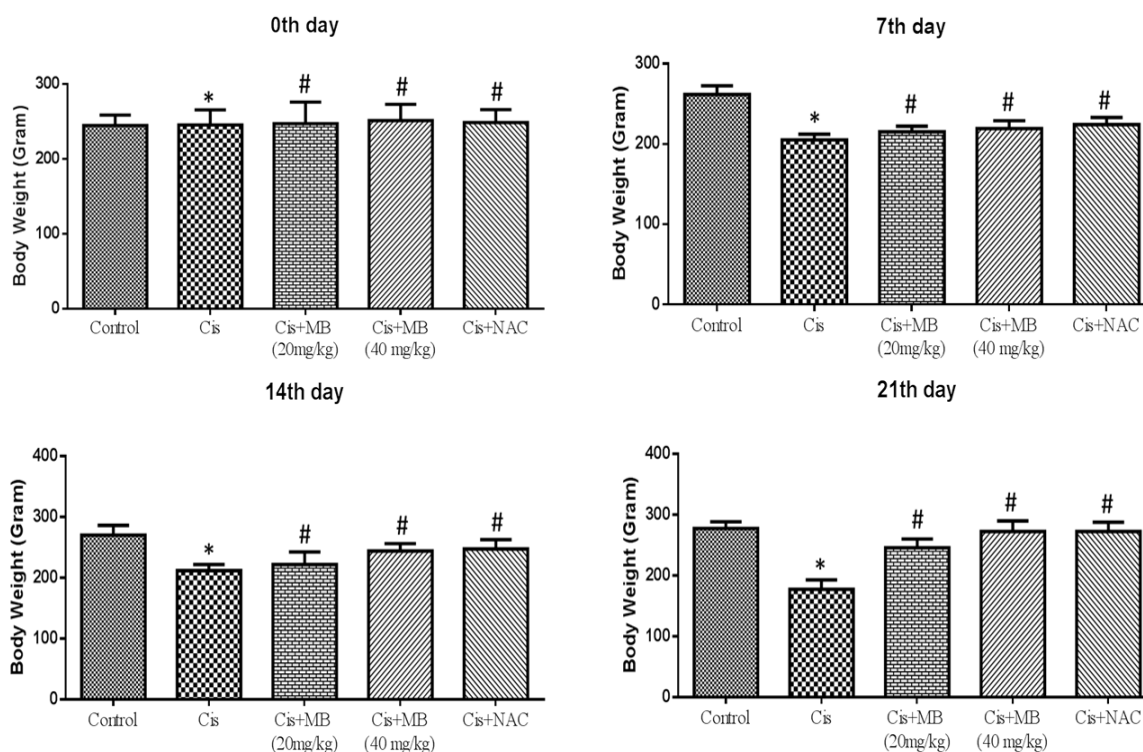 0th day
Body Weight (Gram)
300
200
100
0
* # # #
Control Cis Cis+MB Cis+MB Cis+NAC
(20mg/kg) (40 mg/kg)
7th day
Body Weight (Gram)
300
200
100
0
* # # #
Control Cis Cis+MB Cis+MB Cis+NAC
(20mg/kg) (40 mg/kg)
14th day
Body Weight (Gram)
400
300
200
100
0
* # # #
Control Cis Cis+MB Cis+MB Cis+NAC
(20mg/kg) (40 mg/kg)
21th day
Body Weight (Gram)
400
300
200
100
0
* # # #
Control Cis Cis+MB Cis+MB Cis+NAC
(20mg/kg) (40 mg/kg)